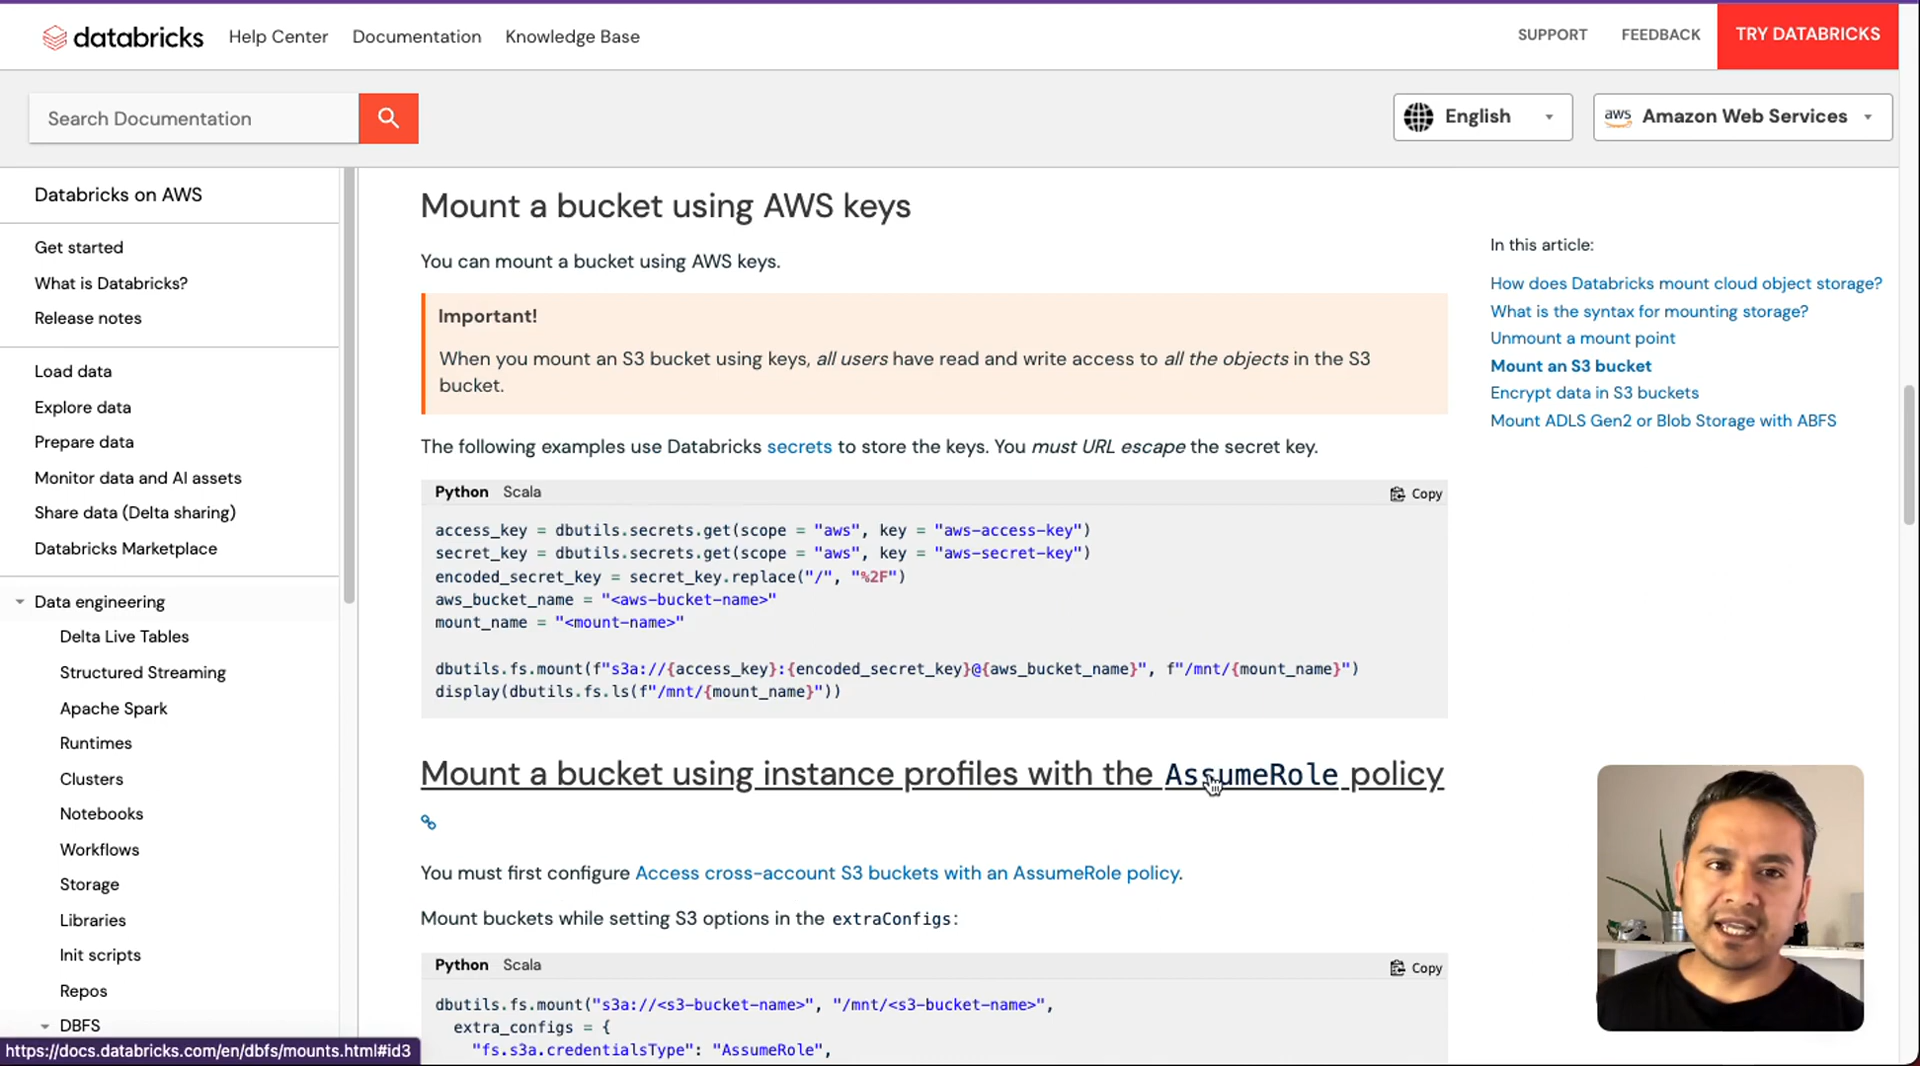 databricks Help Center Documentation Knowledge Base SUPPORT FEEDBACK TRY DATABRICKS
Search Documentation English aws Amazon Web Services
Databricks on AWS
Get started
What is Databricks?
Release notes
Load data
Explore data
Prepare data
Monitor data and AI assets
Share data (Delta sharing)
Databricks Marketplace
Data engineering
Delta Live Tables
Structured Streaming
Apache Spark
Runtimes
Clusters
Notebooks
Workflows
Storage
Libraries
Init scripts
Repos
DBFS
https://docs.databricks.com/en/dbfs/mounts.html#id3
Mount a bucket using AWS keys
You can mount a bucket using AWS keys.
Important!
When you mount an S3 bucket using keys, all users have read and write access to all the objects in the S3
bucket.
The following examples use Databricks secrets to store the keys. You must URL escape the secret key.
Python Scala Copy
access_key = dbutils.secrets.get(scope = "aws", key = "aws-access-key")
secret_key = dbutils.secrets.get(scope = "aws", key = "aws-secret-key")
encoded_secret_key = secret_key.replace("/", "%2F")
aws_bucket_name = "<aws-bucket-name>"
mount_name = "<mount-name>"
dbutils.fs.mount(f"s3a://{access_key}:{encoded_secret_key}@{aws_bucket_name}", f"/mnt/{mount_name}")
display(dbutils.fs.ls(f"/mnt/{mount_name}"))
Mount a bucket using instance profiles with the AssumeRole policy
You must first configure Access cross-account S3 buckets with an AssumeRole policy.
Mount buckets while setting S3 options in the extraConfigs:
Python Scala Copy
dbutils.fs.mount("s3a://<s3-bucket-name>", "/mnt/<s3-bucket-name>",
extra_configs = {
"fs.s3a.credentialsType": "AssumeRole",
In this article:
How does Databricks mount cloud object storage?
What is the syntax for mounting storage?
Unmount a mount point
Mount an S3 bucket
Encrypt data in S3 buckets
Mount ADLS Gen2 or Blob Storage with ABFS